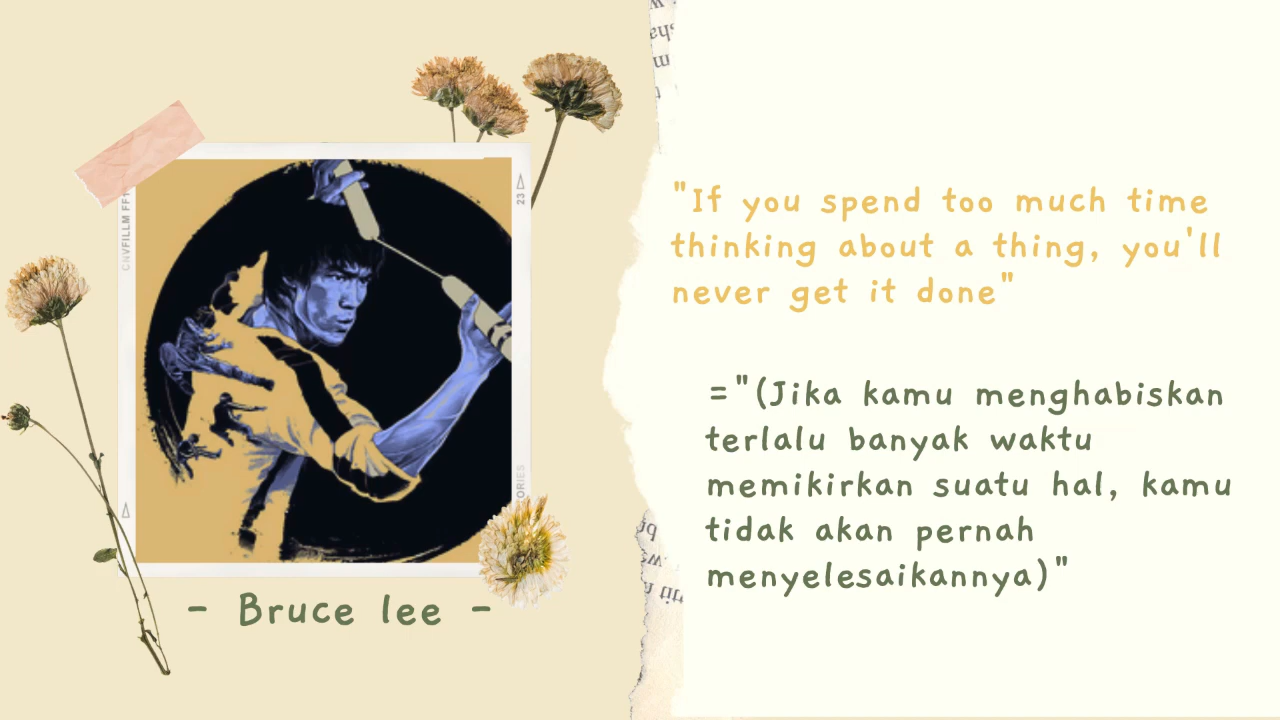 "If you spend too much time
thinking about a thing, you'll
never get it done"
="(Jika kamu menghabiskan
terlalu banyak waktu
memikirkan suatu hal, kamu
tidak akan pernah
menyelesaikannya)"
- Bruce lee -
23